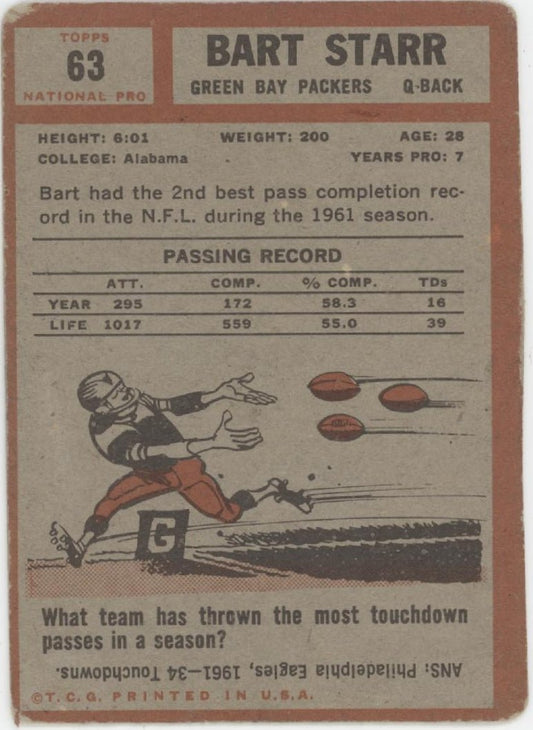 TOPPS
63
NATIONAL PRO
BART STARR
GREEN BAY PACKERS Q-BACK
HEIGHT: 6:01 WEIGHT: 200 AGE: 28
COLLEGE: Alabama YEARS PRO: 7
Bart had the 2nd best pass completion rec-
ord in the N.F.L. during the 1961 season.
PASSING RECORD
ATT. COMP. % COMP. TDs
YEAR 295 172 58.3 16
LIFE 1017 559 55.0 39
G
What team has thrown the most touchdown
passes in a season?
ANS: Philadelphia Eagles, 1961—34 Touchdowns.
©T.C.G. PRINTED IN U.S.A.